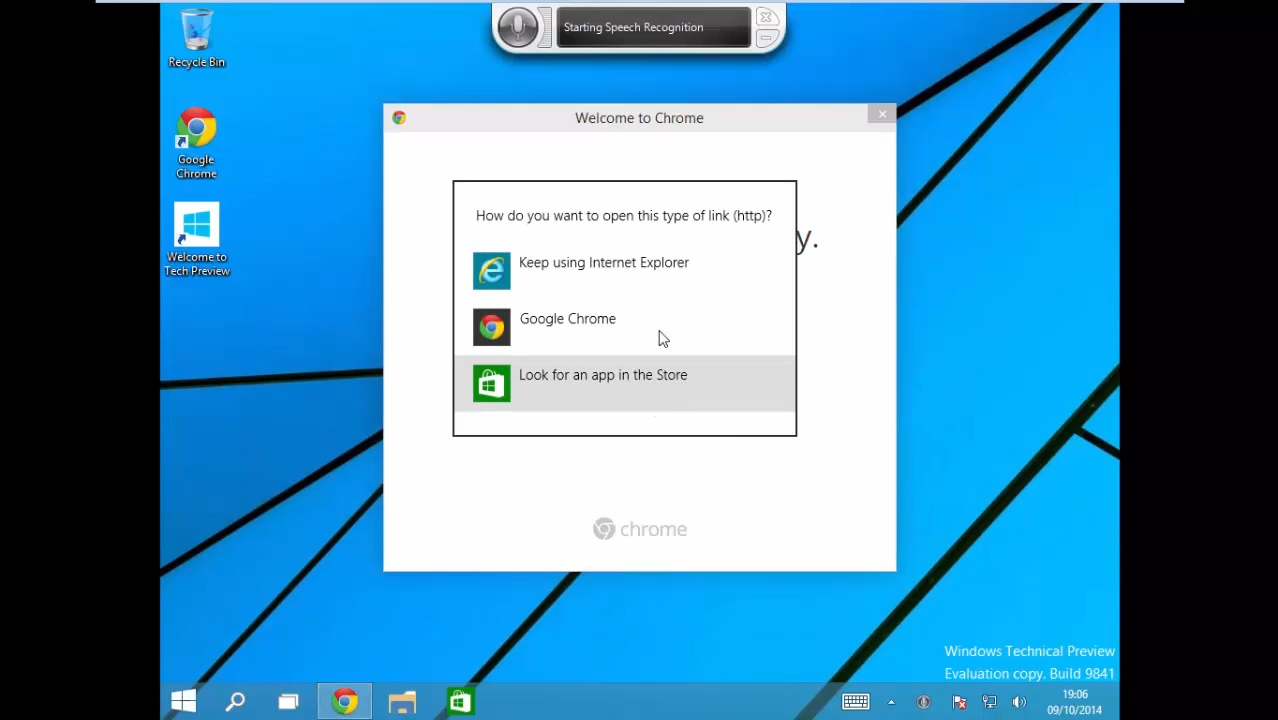 Starting Speech Recognition
Recycle Bin
Google
Chrome
Welcome to
Tech Preview
Welcome to Chrome
y.
How do you want to open this type of link (http)?
Keep using Internet Explorer
Google Chrome
Look for an app in the Store
chrome
Windows Technical Preview
Evaluation copy. Build 9841
19:06
09/10/2014